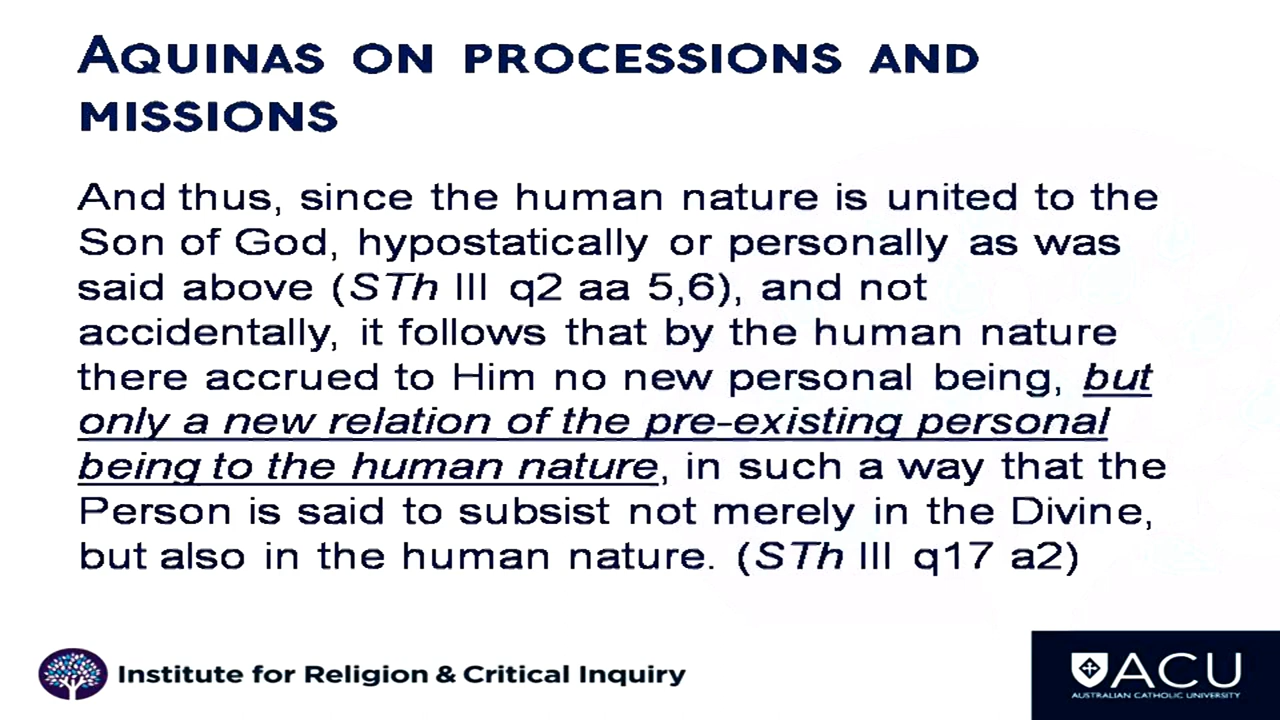 AQUINAS ON PROCESSIONS AND
MISSIONS
And thus, since the human nature is united to the
Son of God, hypostatically or personally as was
said above (STh III q2 aa 5,6), and not
accidentally, it follows that by the human nature
there accrued to Him no new personal being, but
only a new relation of the pre-existing personal
being to the human nature, in such a way that the
Person is said to subsist not merely in the Divine,
but also in the human nature. (STh III q17 a2)
Institute for Religion & Critical Inquiry
ACU
AUSTRALIAN CATHOLIC UNIVERSITY